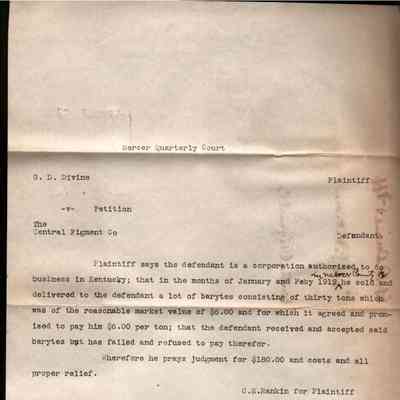 Mercer Quarterly Court
G. D. Divine Plaintiff
-v- Petition
The
Central Pigment Co Defendant
Plaintiff says the defendant is a corporation authorized to do
in Mercer County Ky
business in Kentucky; that in the months of January and Feby 1912 he sold and
delivered to the defendant a lot of barytes consisting of thirty tons which
was of the reasonable market value of $6.00 and for which it agreed and prom-
ised to pay him $6.00 per ton; that the defendant received and accepted said
barytes but has failed and refused to pay therefor.
Wherefore he prays judgment for $180.00 and costs and all
proper relief.
C.E.Rankin for Plaintiff